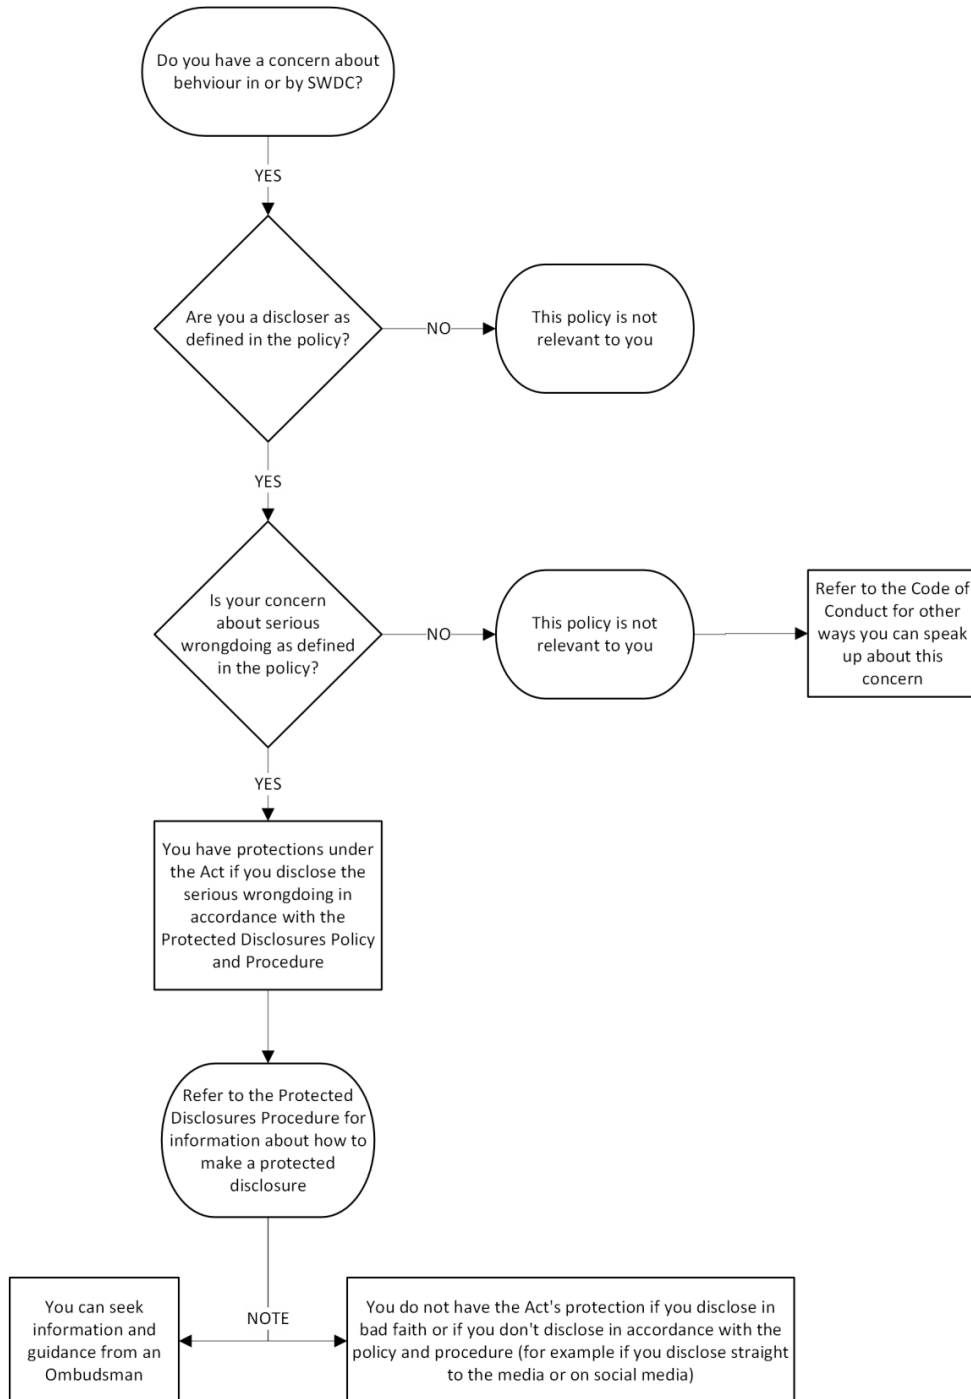 Do you have a concern about
behviour in or by SWDC?
YES
Are you a discloser as
defined in the policy?
NO
This policy is not
relevant to you
YES
Is your concern
about serious
wrongdoing as defined
in the policy?
NO
This policy is not
relevant to you
Refer to the Code of
Conduct for other
ways you can speak
up about this
concern
YES
You have protections under
the Act if you disclose the
serious wrongdoing in
accordance with the
Protected Disclosures Policy
and Procedure
Refer to the Protected
Disclosures Procedure for
information about how to
make a protected
disclosure
NOTE
You can seek
information and
guidance from an
Ombudsman
You do not have the Act's protection if you disclose in
bad faith or if you don't disclose in accordance with the
policy and procedure (for example if you disclose straight
to the media or on social media)